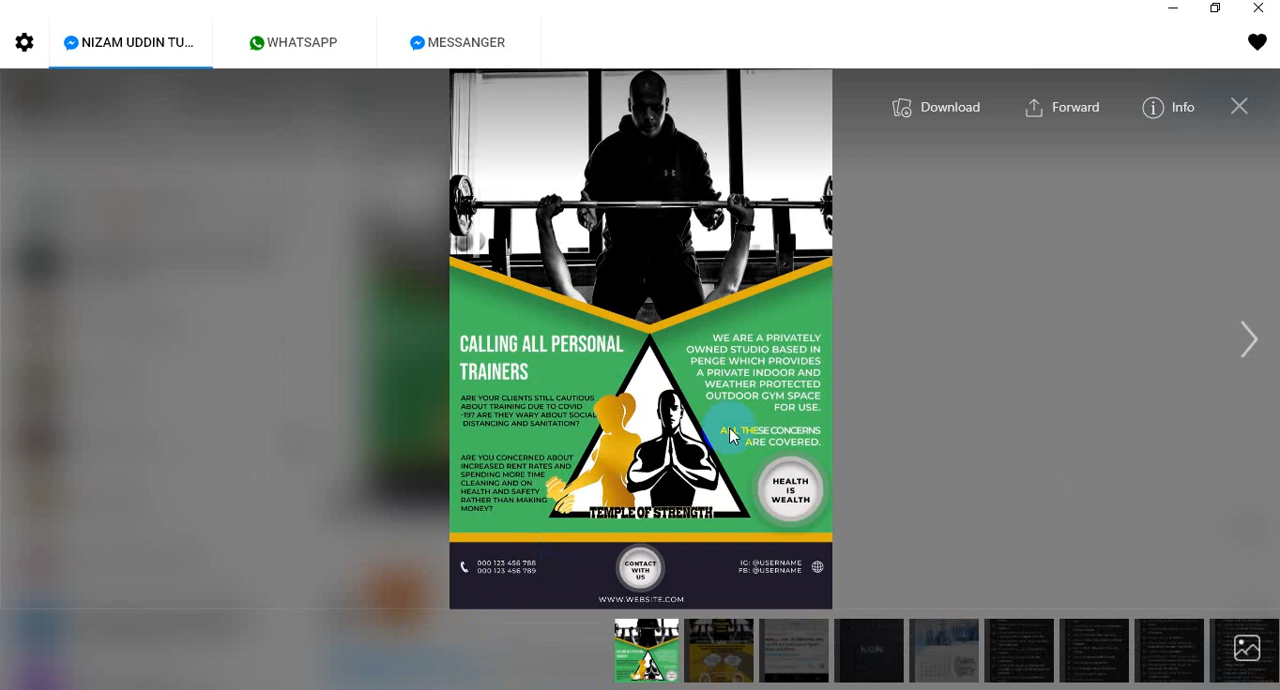 NIZAM UDDIN TU...
WHATSAPP
MESSANGER
Download
Forward
Info
CALLING ALL PERSONAL
TRAINERS
ARE YOUR CLIENTS STILL CAUTIOUS
ABOUT TRAINING DUE TO COVID
-19? ARE THEY WARY ABOUT SOCIAL
DISTANCING AND SANITATION?
ARE YOU CONCERNED ABOUT
INCREASED RENT RATES AND
SPENDING MORE TIME
CLEANING AND ON
HEALTH AND SAFETY
RATHER THAN MAKING
MONEY?
WE ARE A PRIVATELY
OWNED STUDIO BASED IN
PENGE WHICH PROVIDES
A PRIVATE INDOOR AND
WEATHER PROTECTED
OUTDOOR GYM SPACE
FOR USE.
ALL THESE CONCERNS
ARE COVERED.
HEALTH
IS
WEALTH
TEMPLE OF STRENGTH
000 123 456 788
000 123 456 789
CONTACT
WITH
US
IG: @USERNAME
FB: @USERNAME
WWW.WEBSITE.COM